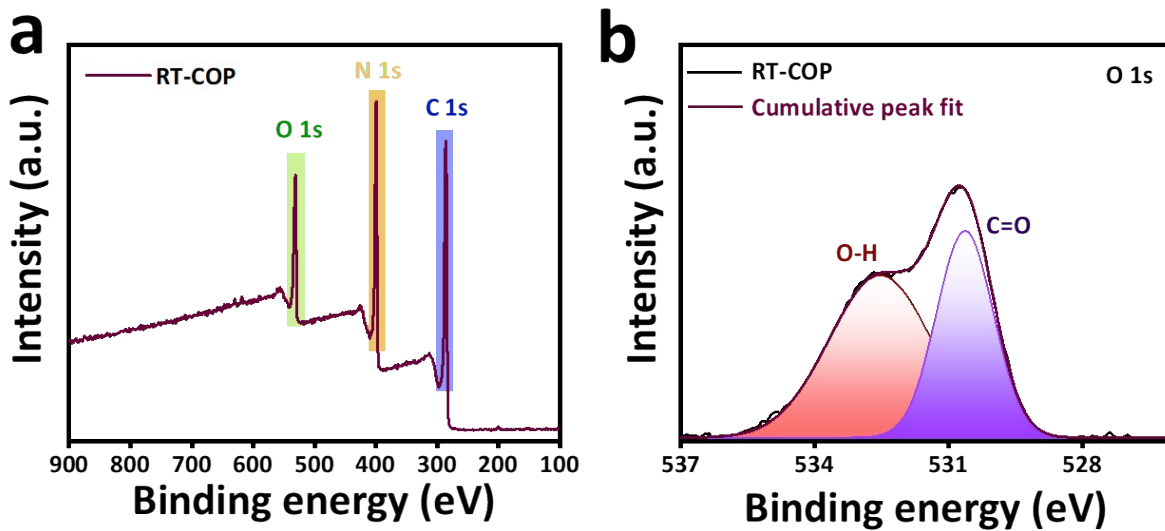 a
RT-COP
N 1s
C 1s
O 1s
Intensity (a.u.)
900 800 700 600 500 400 300 200 100
Binding energy (eV)
b
RT-COP
O 1s
Cumulative peak fit
C=O
O-H
Intensity (a.u.)
537 534 531 528
Binding energy (eV)